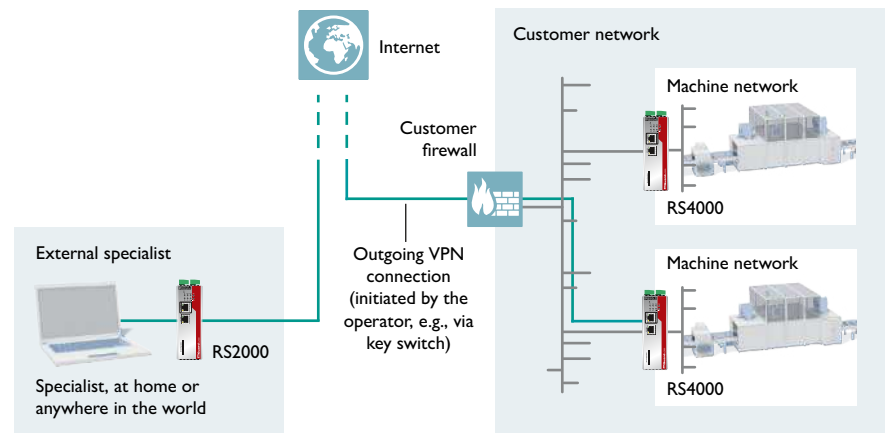 Internet
Customer network
Machine network
Customer
firewall
RS4000
External specialist
Outgoing VPN
connection
(initiated by the
operator, e.g., via
key switch)
Machine network
RS2000
Specialist, at home or
anywhere in the world
RS4000